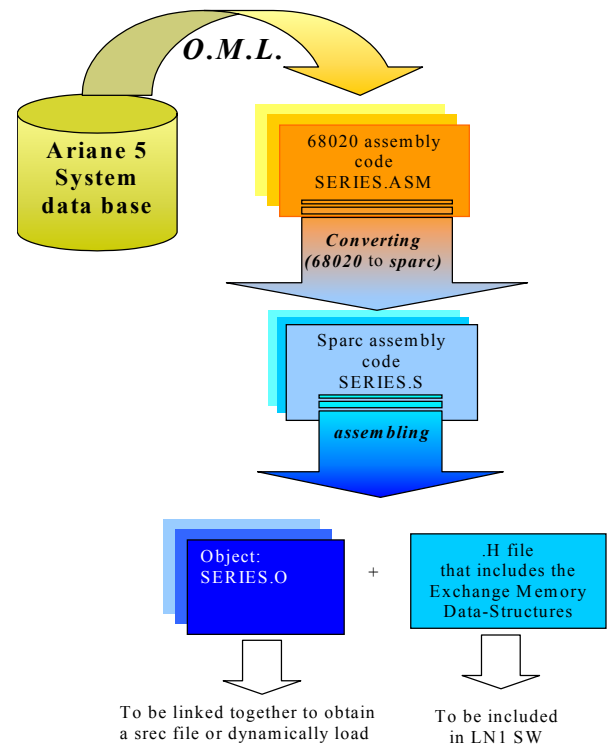 O.M.L.
Ariane 5
System
data base
68020 assembly
code
SERIES.ASM
Converting
(68020 to sparc)
Sparc assembly
code
SERIES.S
assembling
Object:
SERIES.O
+
.H file
that includes the
Exchange Memory
Data-Structures
To be linked together to obtain
a srec file or dynamically load
To be included
in LN1 SW